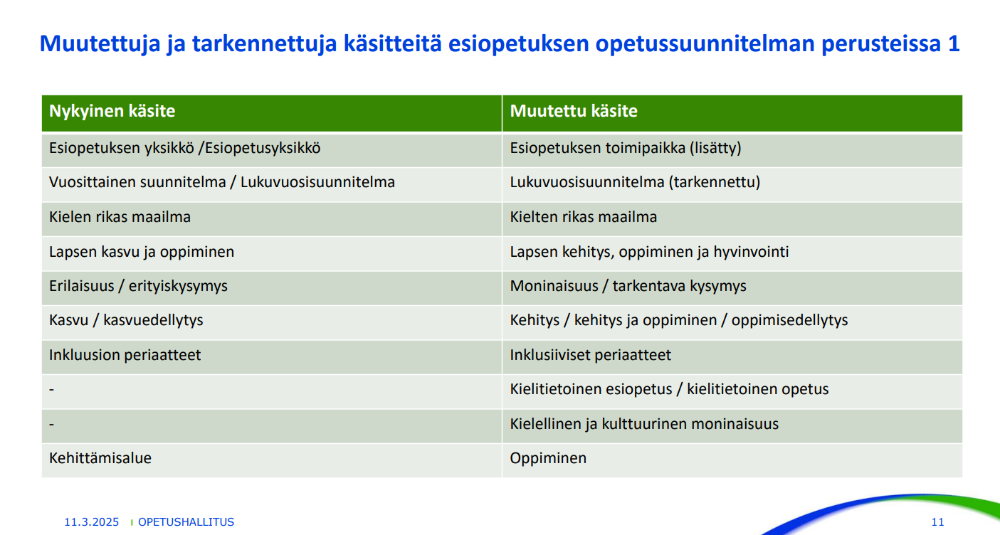 Muutettuja ja tarkennettuja käsitteitä esiopetuksen opetussuunnitelman perusteissa 1
Nykyinen käsite Muutettu käsite
Esiopetuksen yksikkö /Esiopetusyksikkö Esiopetuksen toimipaikka (lisätty)
Vuosittainen suunnitelma / Lukuvuosisuunnitelma Lukuvuosisuunnitelma (tarkennettu)
Kielen rikas maailma Kielten rikas maailma
Lapsen kasvu ja oppiminen Lapsen kehitys, oppiminen ja hyvinvointi
Erilaisuus / erityiskysymys Moninaisuus / tarkentava kysymys
Kasvu / kasvuedellytys Kehitys / kehitys ja oppiminen / oppimisedellytys
Inkluusion periaatteet Inklusiiviset periaatteet
- Kielitietoinen esiopetus / kielitietoinen opetus
- Kielellinen ja kulttuurinen moninaisuus
Kehittämisalue Oppiminen
11.3.2025 OPETUSHALLITUS 11